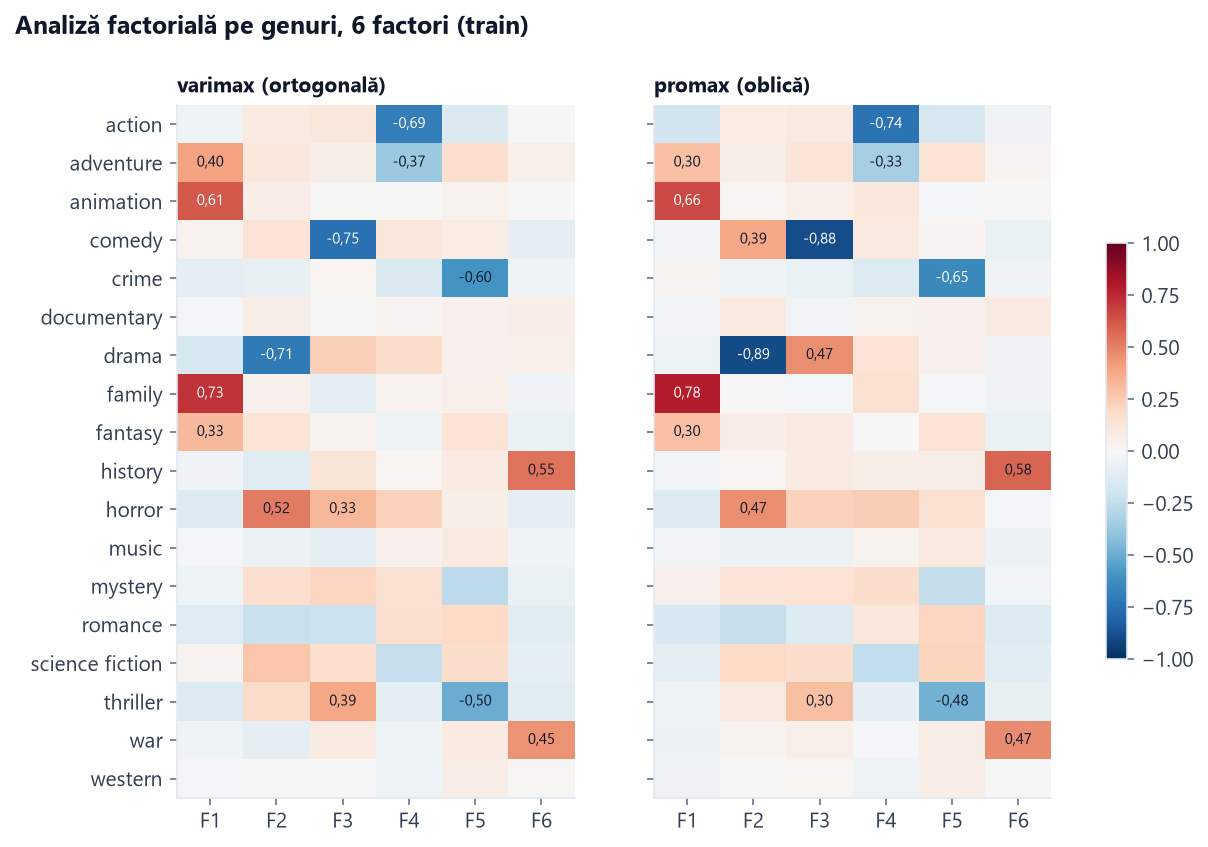 Analiză factorială pe genuri, 6 factori (train)
varimax (ortogonală)
promax (oblică)
action -0,69 -0,74
adventure 0,40 -0,37 0,30 -0,33
animation 0,61 0,66
comedy -0,75 0,39 -0,88
crime -0,60 -0,65
documentary
drama -0,71 -0,89 0,47
family 0,73 0,78
fantasy 0,33 0,30
history 0,55 0,58
horror 0,52 0,33 0,47
music
mystery
romance
science fiction
thriller 0,39 -0,50 0,30 -0,48
war 0,45 0,47
western
F1 F2 F3 F4 F5 F6
F1 F2 F3 F4 F5 F6
1.00
0.75
0.50
0.25
0.00
−0.25
−0.50
−0.75
−1.00